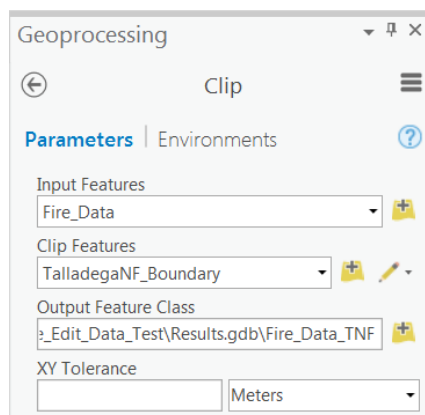 Geoprocessing
Clip
Parameters | Environments
Input Features
Fire_Data
Clip Features
TalladegaNF_Boundary
Output Feature Class
e_Edit_Data_Test\Results.gdb\Fire_Data_TNF
XY Tolerance
Meters